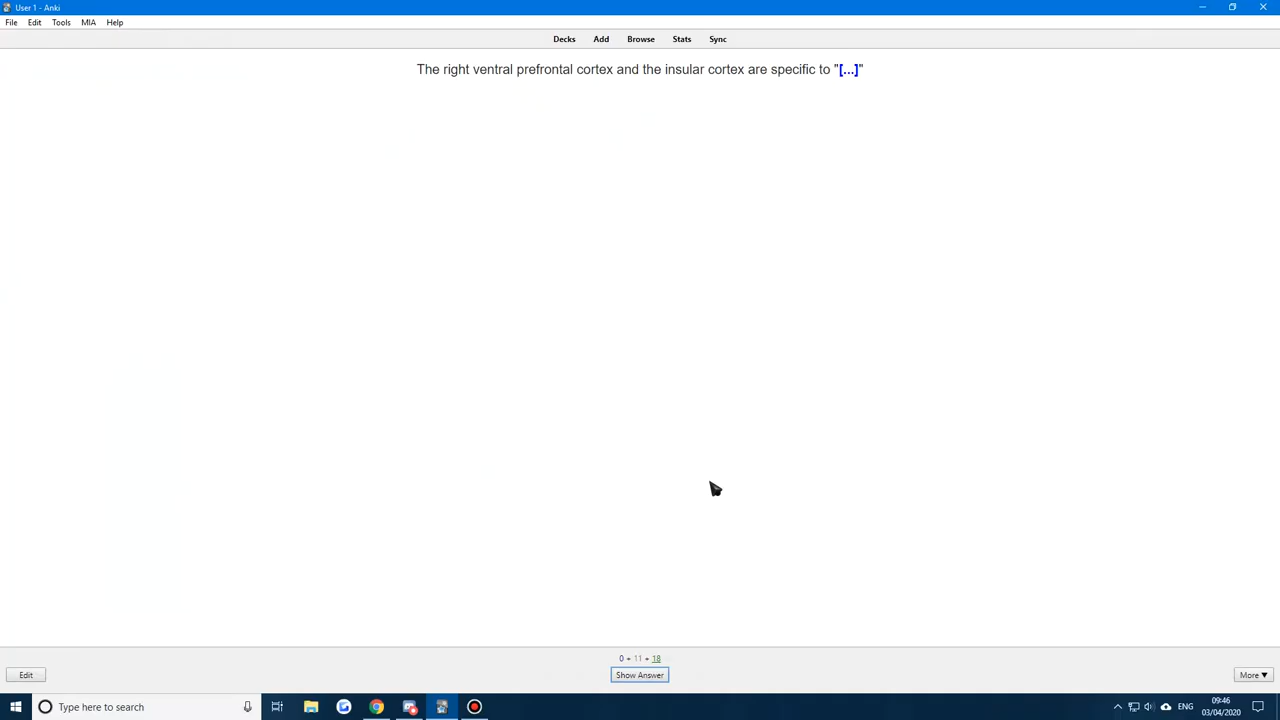 User 1 - Anki
File Edit Tools MIA Help
Decks Add Browse Stats Sync
The right ventral prefrontal cortex and the insular cortex are specific to "[...]"
0 + 11 + 18
Edit Show Answer More ▼
Type here to search
ENG 09:46
03/04/2020